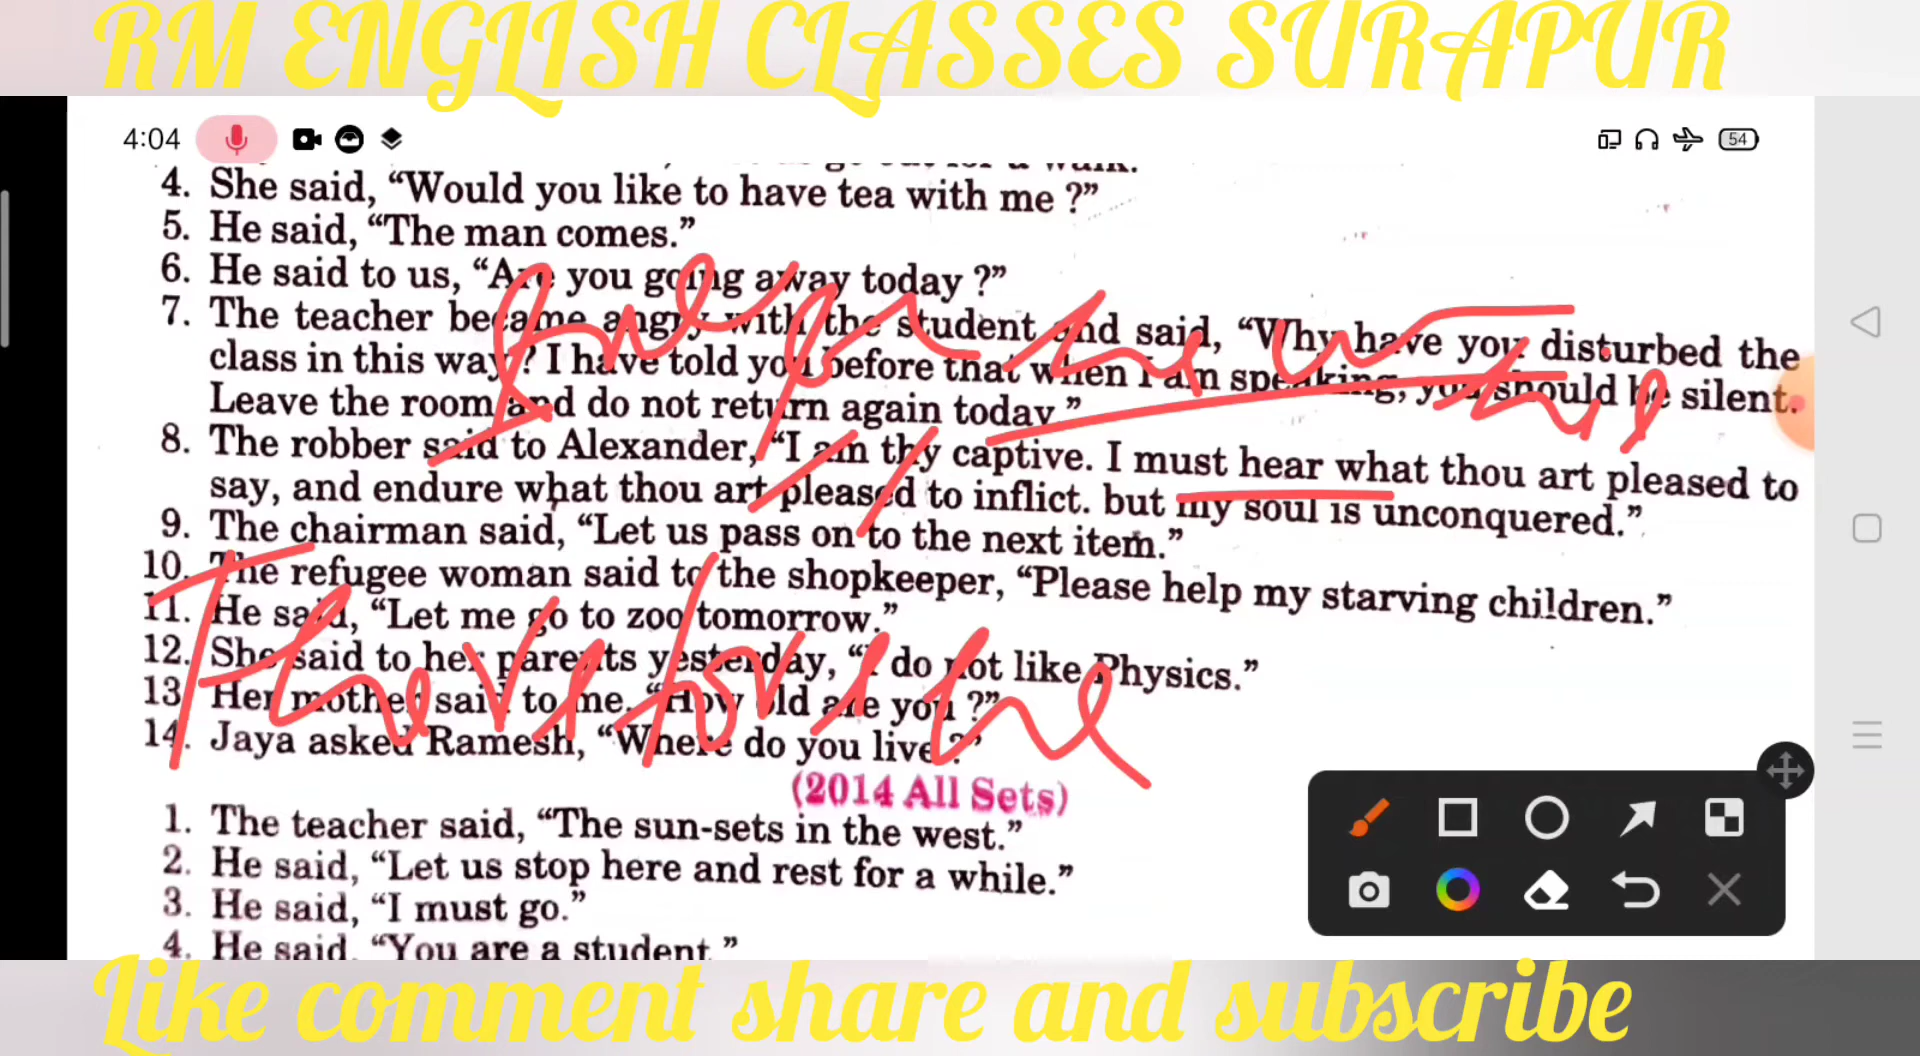 RM ENGLISH CLASSES SURAPUR
4:04
54
4. She said, “Would you like to have tea with me ?”
5. He said, “The man comes.”
6. He said to us, “Are you going away today ?”
7. The teacher became angry with the student and said, “Why have you disturbed the
class in this way ? I have told you before that when I am speaking, you should be silent.
Leave the room and do not return again today.”
8. The robber said to Alexander, “I am thy captive. I must hear what thou art pleased to
say, and endure what thou art pleased to inflict. but my soul is unconquered.”
9. The chairman said, “Let us pass on to the next item.”
10. The refugee woman said to the shopkeeper, “Please help my starving children.”
11. He said, “Let me go to zoo tomorrow.”
12. She said to her parents yesterday, “I do not like Physics.”
13. Her mother said to me. “How old are you ?”
14. Jaya asked Ramesh, “Where do you live ?”
(2014 All Sets)
1. The teacher said, “The sun-sets in the west.”
2. He said, “Let us stop here and rest for a while.”
3. He said, “I must go.”
4. He said, “You are a student.”
Like comment share and subscribe